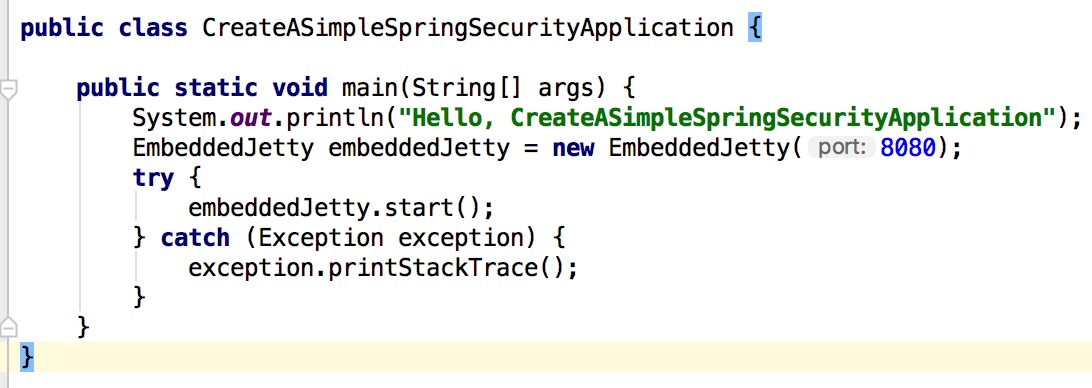 public class CreateASimpleSpringSecurityApplication {
public static void main(String[] args) {
System.out.println("Hello, CreateASimpleSpringSecurityApplication");
EmbeddedJetty embeddedJetty = new EmbeddedJetty( port: 8080);
try {
embeddedJetty.start();
} catch (Exception exception) {
exception.printStackTrace();
}
}
}